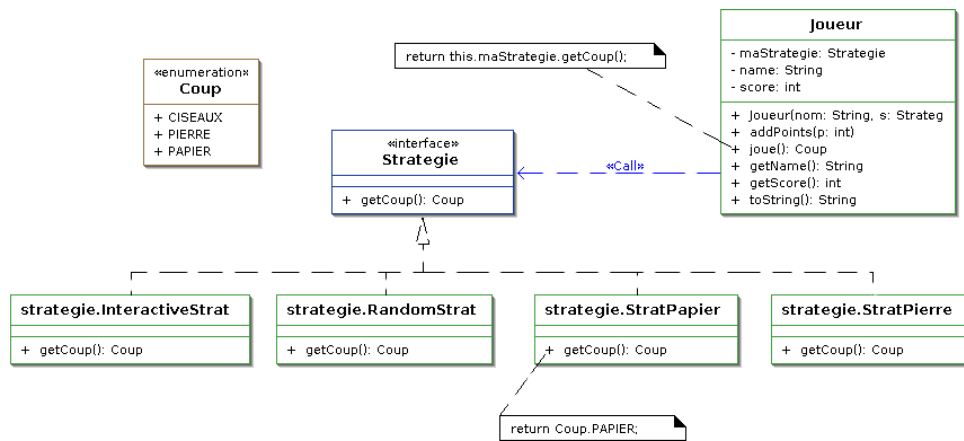 «enumeration»
Coup
+ CISEAUX
+ PIERRE
+ PAPIER
return this.maStrategie.getCoup();
«interface»
Strategie
+ getCoup(): Coup
«Call»
Joueur
- maStrategie: Strategie
- name: String
- score: int
+ Joueur(nom: String, s: Strateg
+ addPoints(p: int)
+ joue(): Coup
+ getName(): String
+ getScore(): int
+ toString(): String
strategie.InteractiveStrat
+ getCoup(): Coup
strategie.RandomStrat
+ getCoup(): Coup
strategie.StratPapier
+ getCoup(): Coup
strategie.StratPierre
+ getCoup(): Coup
return Coup.PAPIER;